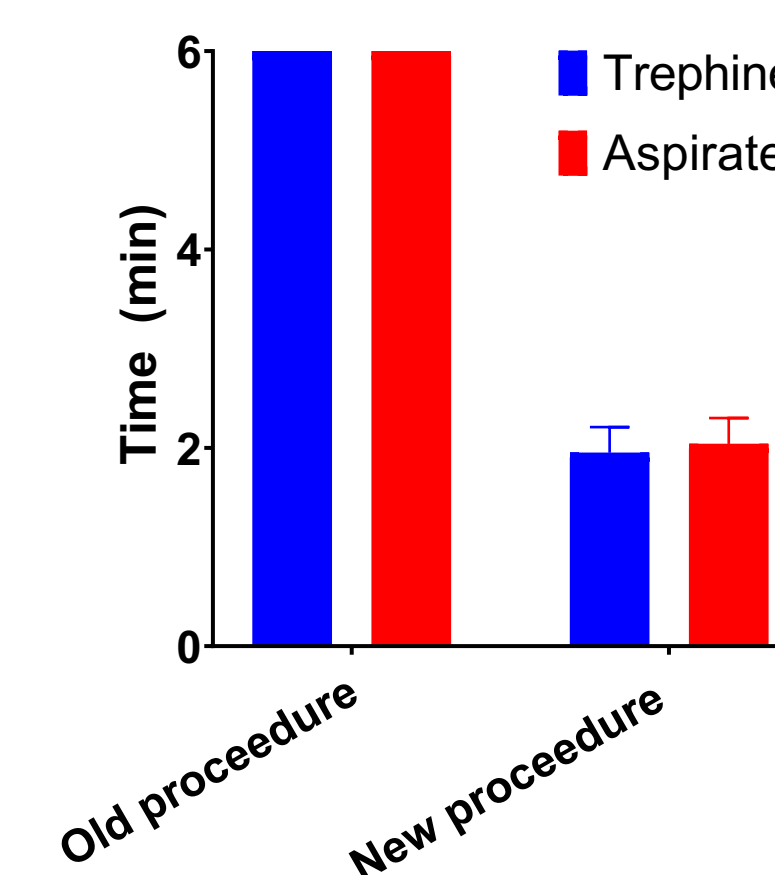 6
4
2
0
Time (min)
Trephine
Aspirate
Old proceedure
New proceedure